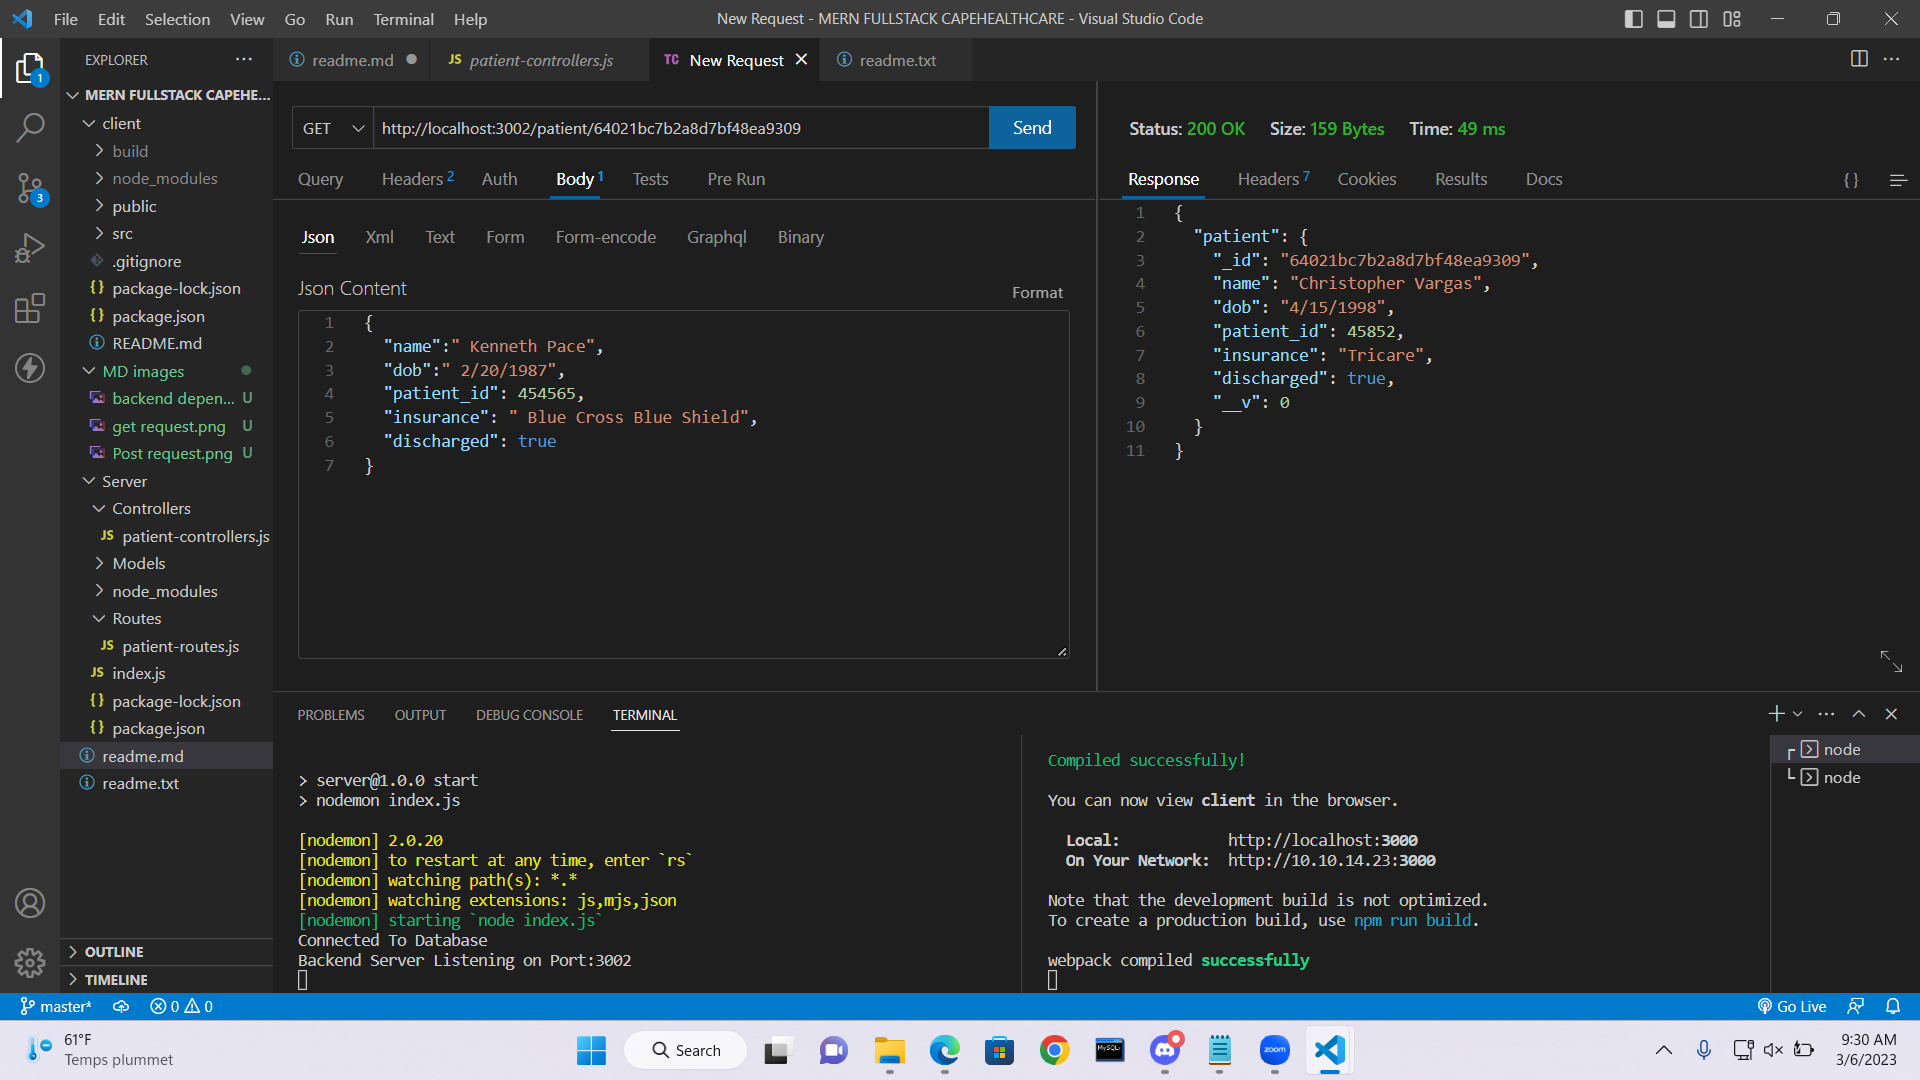 File Edit Selection View Go Run Terminal Help
New Request - MERN FULLSTACK CAPEHEALTHCARE - Visual Studio Code
EXPLORER
readme.md
JS patient-controllers.js
TC New Request
readme.txt
MERN FULLSTACK CAPEHE...
client
build
node_modules
public
src
.gitignore
{} package-lock.json
{} package.json
README.md
MD images
backend depen... U
get request.png U
Post request.png U
Server
Controllers
JS patient-controllers.js
Models
node_modules
Routes
JS patient-routes.js
JS index.js
{} package-lock.json
{} package.json
readme.md
readme.txt
OUTLINE
TIMELINE
1
3
GET http://localhost:3002/patient/64021bc7b2a8d7bf48ea9309 Send
Query Headers 2 Auth Body 1 Tests Pre Run
Json Xml Text Form Form-encode Graphql Binary
Json Content
Format
1 {
2 "name":" Kenneth Pace",
3 "dob":" 2/20/1987",
4 "patient_id": 454565,
5 "insurance": " Blue Cross Blue Shield",
6 "discharged": true
7 }
Status: 200 OK Size: 159 Bytes Time: 49 ms
Response Headers 7 Cookies Results Docs {}
1 {
2 "patient": {
3 "_id": "64021bc7b2a8d7bf48ea9309",
4 "name": "Christopher Vargas",
5 "dob": "4/15/1998",
6 "patient_id": 45852,
7 "insurance": "Tricare",
8 "discharged": true,
9 "__v": 0
10 }
11 }
PROBLEMS OUTPUT DEBUG CONSOLE TERMINAL
> server@1.0.0 start
> nodemon index.js
[nodemon] 2.0.20
[nodemon] to restart at any time, enter `rs`
[nodemon] watching path(s): *.*
[nodemon] watching extensions: js,mjs,json
[nodemon] starting `node index.js`
Connected To Database
Backend Server Listening on Port:3002
Compiled successfully!
You can now view client in the browser.
Local: http://localhost:3000
On Your Network: http://10.10.14.23:3000
Note that the development build is not optimized.
To create a production build, use npm run build.
webpack compiled successfully
node
node
master* 0 0
Go Live
61°F
Temps plummet
Search
MySQL
zoom
9:30 AM
3/6/2023